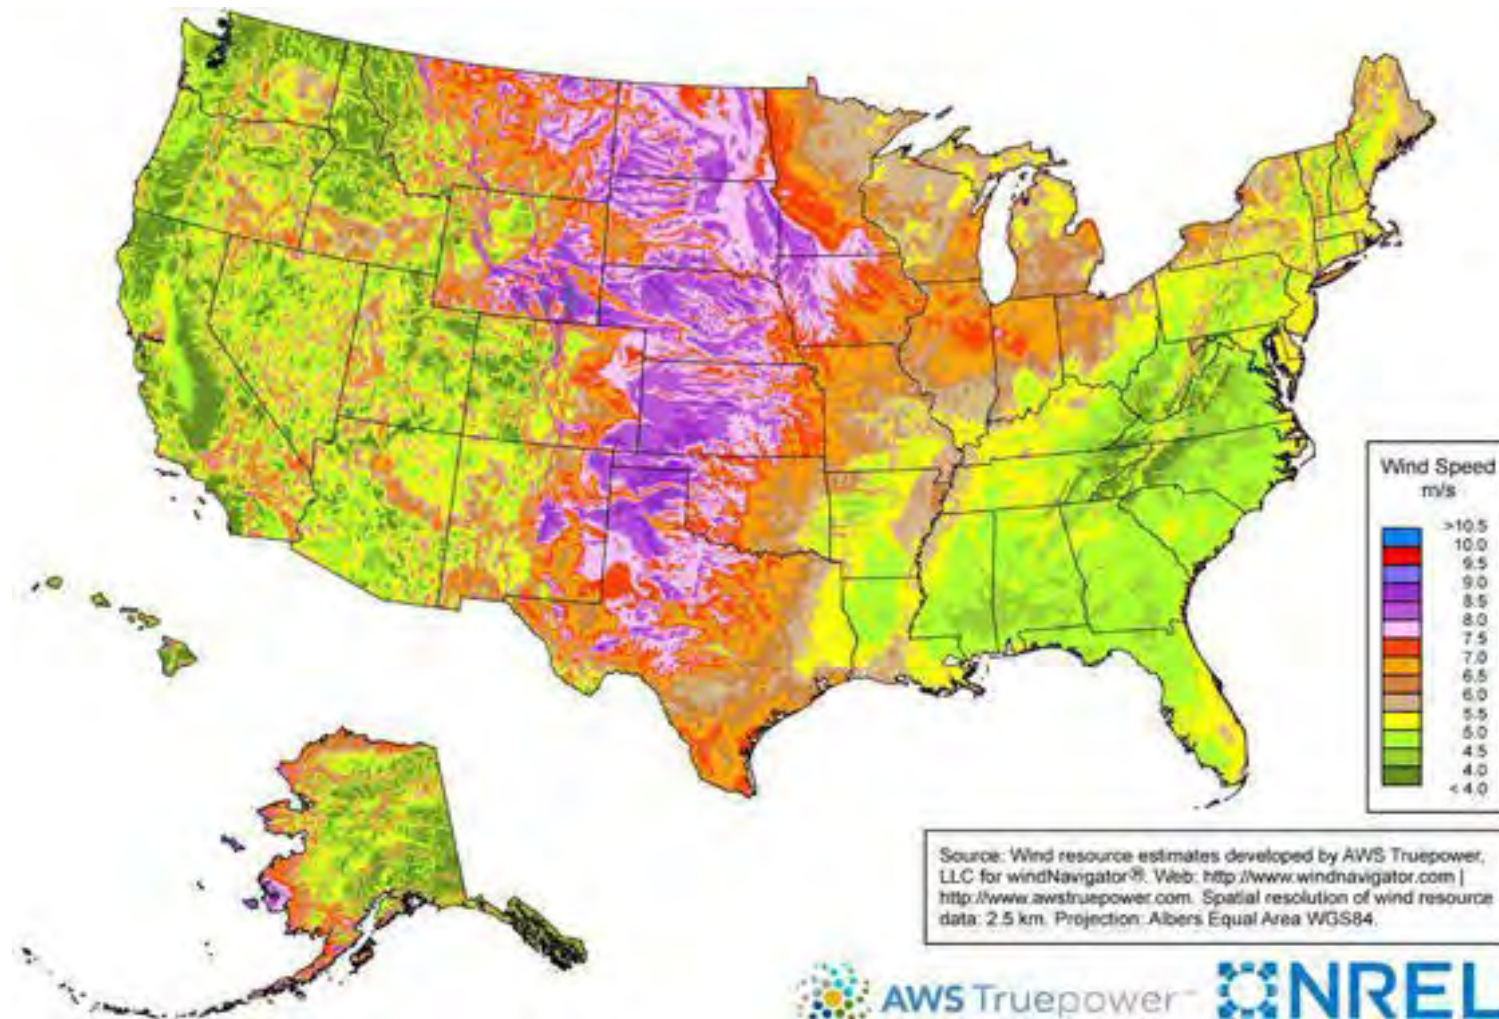 Wind Speed
m/s
>10.5
10.0
9.5
9.0
8.5
8.0
7.5
7.0
6.5
6.0
5.5
5.0
4.5
4.0
< 4.0
Source: Wind resource estimates developed by AWS Truepower,
LLC for windNavigator®. Web: http://www.windnavigator.com |
http://www.awstruepower.com. Spatial resolution of wind resource
data: 2.5 km. Projection: Albers Equal Area WGS84.
AWS Truepower™ NREL